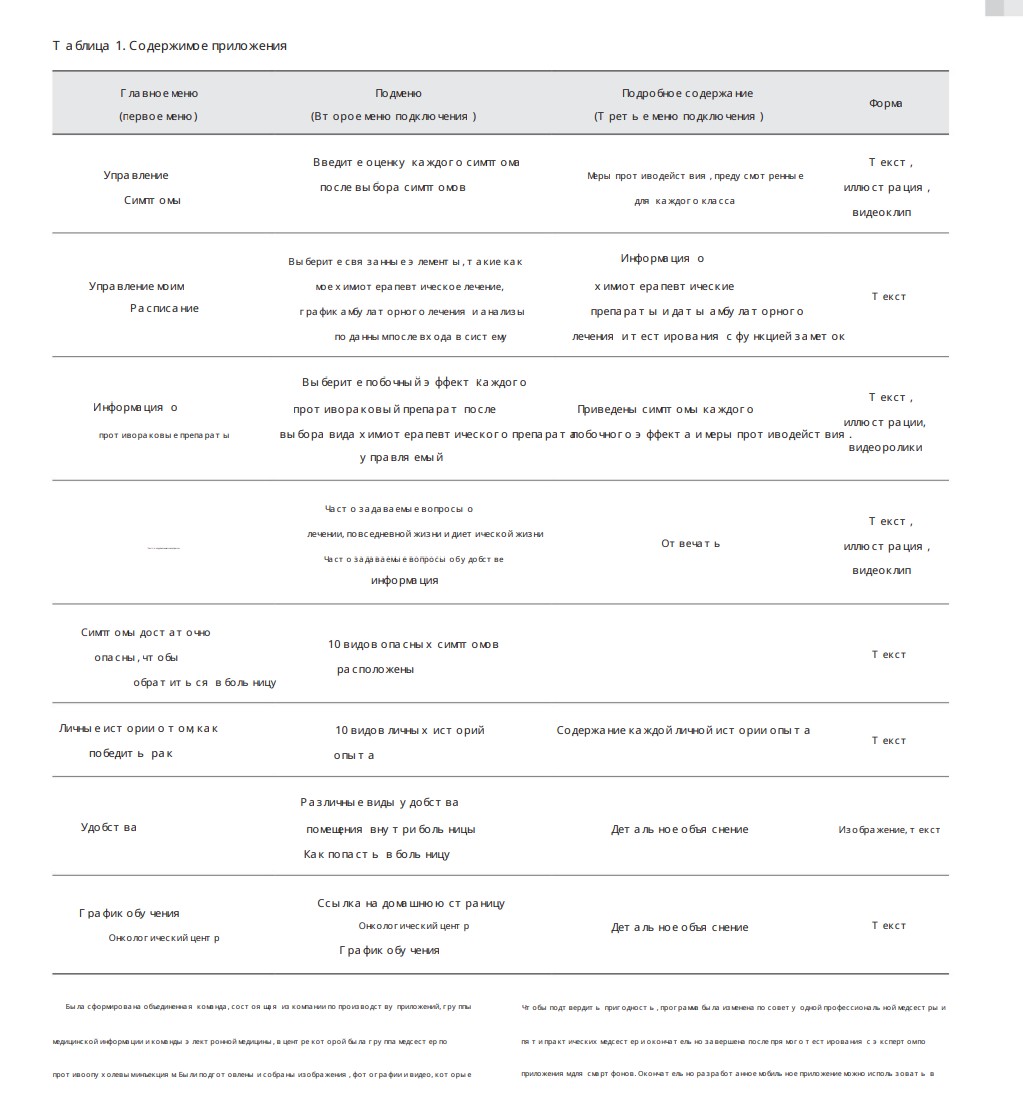 Таблица 1. Содержимое приложения
Главное меню
(первое меню)
Подменю
(Второе меню подключения )
Подробное содержание
(Третье меню подключения )
Форма
Управление
Симптомы
Введите оценку каждого симптома
после выбора симптомов
Меры противодействия , предусмотренные
для каждого класса
Текст ,
иллюстрация ,
видеоклип
Управление моим
Расписание
Выберите связанные элементы , такие как
мое химиотерапевтическое лечение,
график амбулаторного лечения и анализы
по данным после входа в систему
Информация о
химиотерапевтические
препараты и даты амбулаторного
лечения и тестирования с функцией заметок
Текст
Информация о
противораковые препараты
Выберите побочный эффект Каждого
противораковый препарат после
выбора вида химиотерапевтического препарата
управляемый
Приведены симптомы каждого
побочного эффекта и меры противодействия .
Текст ,
иллюстрации,
видеоролики
Часто задаваемые вопросы о
лечении, повседневной жизни и диетической жизни
Часто задаваемые вопросы об удобстве
информация
Отвечать
Текст ,
иллюстрация ,
видеоклип
Симптомы достаточно
опасны, чтобы
обратиться в больницу
10 видов опасных симптомов
расположены
Текст
Личные истории о том, как
победить рак
10 видов личных историй
опыта
Содержание каждой личной истории опыта
Текст
Удобства
Различные виды удобства
помещения внутри больницы
Как попасть в больницу
Детальное объяснение
Изображение, текст
График обучения
Онкологический центр
Ссылка на домашнюю страницу
Онкологический центр
График обучения
Детальное объяснение
Текст
Была сформирована объединенная команда, состоящая из компании по производству приложений, группы
медицинской информации и команды электронной медицины, в центре которой была группа медсестер по
противоопухолевым инъекциям Были подготовлены и собраны изображения , фотографии и видео, которые
Чтобы подтвердить пригодность , программа была изменена по совету одной профессиональной медсестры и
пяти практических медсестер и окончательно завершена после прямого тестирования с экспертом по
приложениям для смартфонов. Окончательно разработанное мобильное приложение можно использовать в